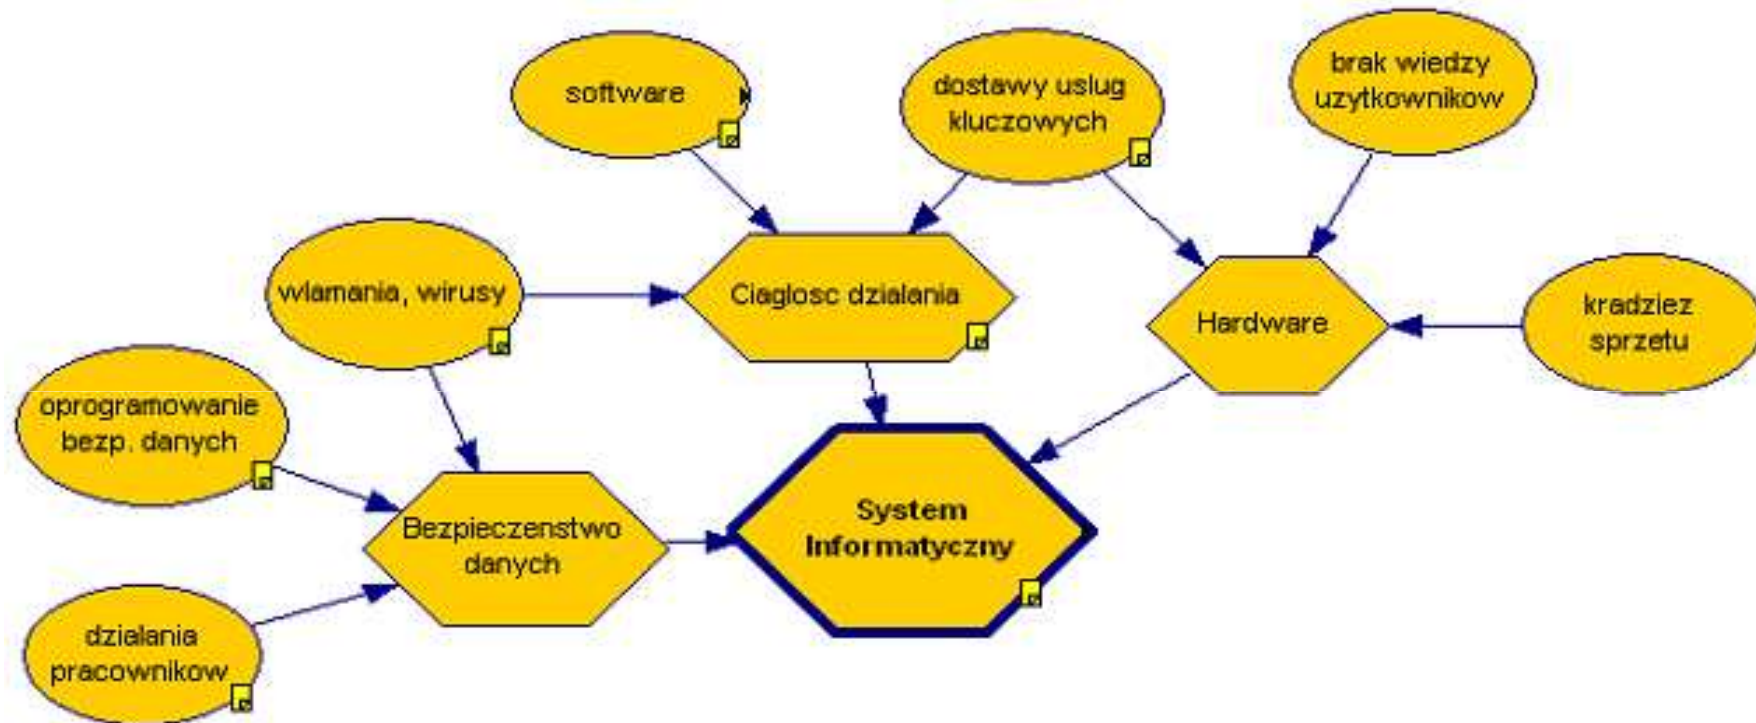 software
dostawy uslug
kluczowych
brak wiedzy
uzytkownikow
wlamania, wirusy
Ciaglosc dzialania
Hardware
kradziez
sprzetu
oprogramowanie
bezp. danych
Bezpieczenstwo
danych
System
Informatyczny
dzialania
pracownikow